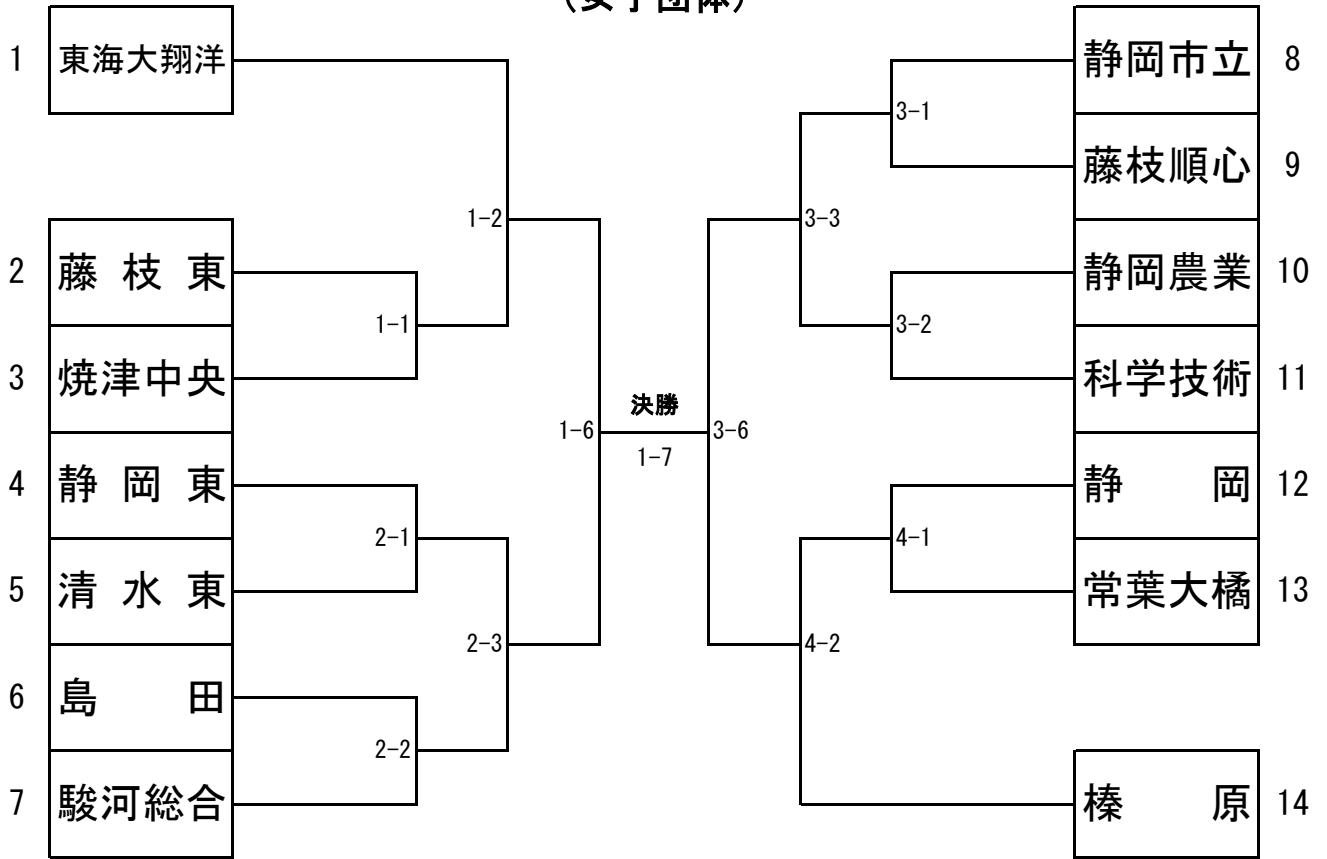 (女子団体)
1 東海大翔洋
2 藤枝東
3 焼津中央
4 静岡東
5 清水東
6 島田
7 駿河総合
1-2
1-1
2-1
2-3
2-2
1-6
決勝
1-7
3-6
3-1
3-3
3-2
4-1
4-2
静岡市立 8
藤枝順心 9
静岡農業 10
科学技術 11
静岡 12
常葉大橘 13
榛原 14